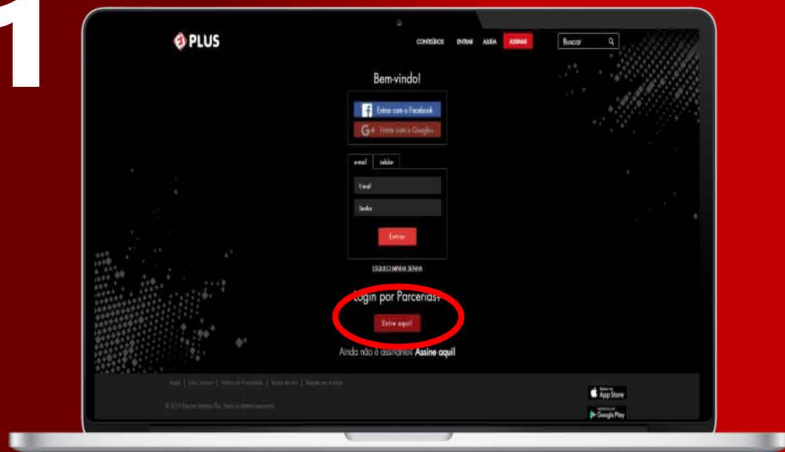 1
PLUS
CONTEÚDOS ENTRAR AJUDA ASSINAR Buscar
Bem-vindo!
Entrar com o Facebook
G+ Entrar com o Google+
e-mail celular
Email
Senha
Entrar
ESQUECI MINHA SENHA
Login por Parcerias?
Entre aqui!
Ainda não é assinante? Assine aqui!
App Store
Google Play